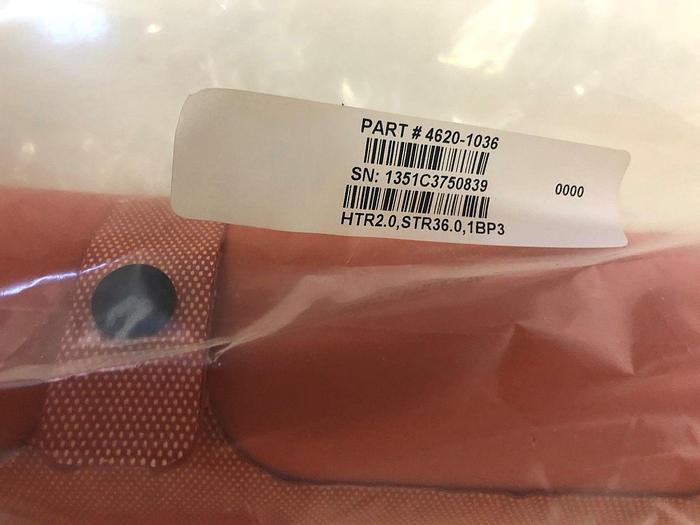 PART # 4620-1036
SN: 1351C3750839
0000
HTR2.0,STR36.0,1BP3